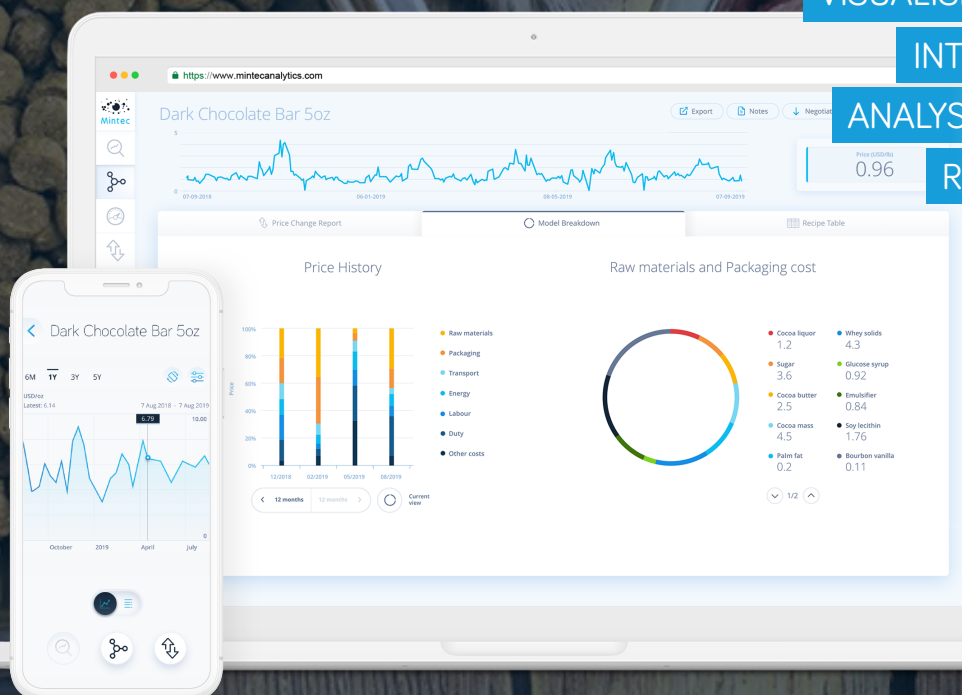 VISUALIS
INT
ANALYS
R
https://www.mintecanalytics.com
Mintec
Dark Chocolate Bar 5oz
Export
Notes
Negotiat
5
0
07-09-2018
06-01-2019
08-05-2019
07-09-2019
Price (USD/lb)
0.96
Price Change Report
Model Breakdown
Recipe Table
Price History
Price
100%
80%
60%
40%
20%
0%
12/2018
02/2019
05/2019
08/2019
12 months
12 months
Current
view
Raw materials
Packaging
Transport
Energy
Labour
Duty
Other costs
Raw materials and Packaging cost
Cocoa liquor
1.2
Sugar
3.6
Cocoa butter
2.5
Cocoa mass
4.5
Palm fat
0.2
Whey solids
4.3
Glucose syrup
0.92
Emulsifier
0.84
Soy lecithin
1.76
Bourbon vanilla
0.11
1/2
Dark Chocolate Bar 5oz
6M 1Y 3Y 5Y
USD/oz
Latest: 6.14
7 Aug 2018 - 7 Aug 2019
6.79
10.00
0
October
2019
April
July